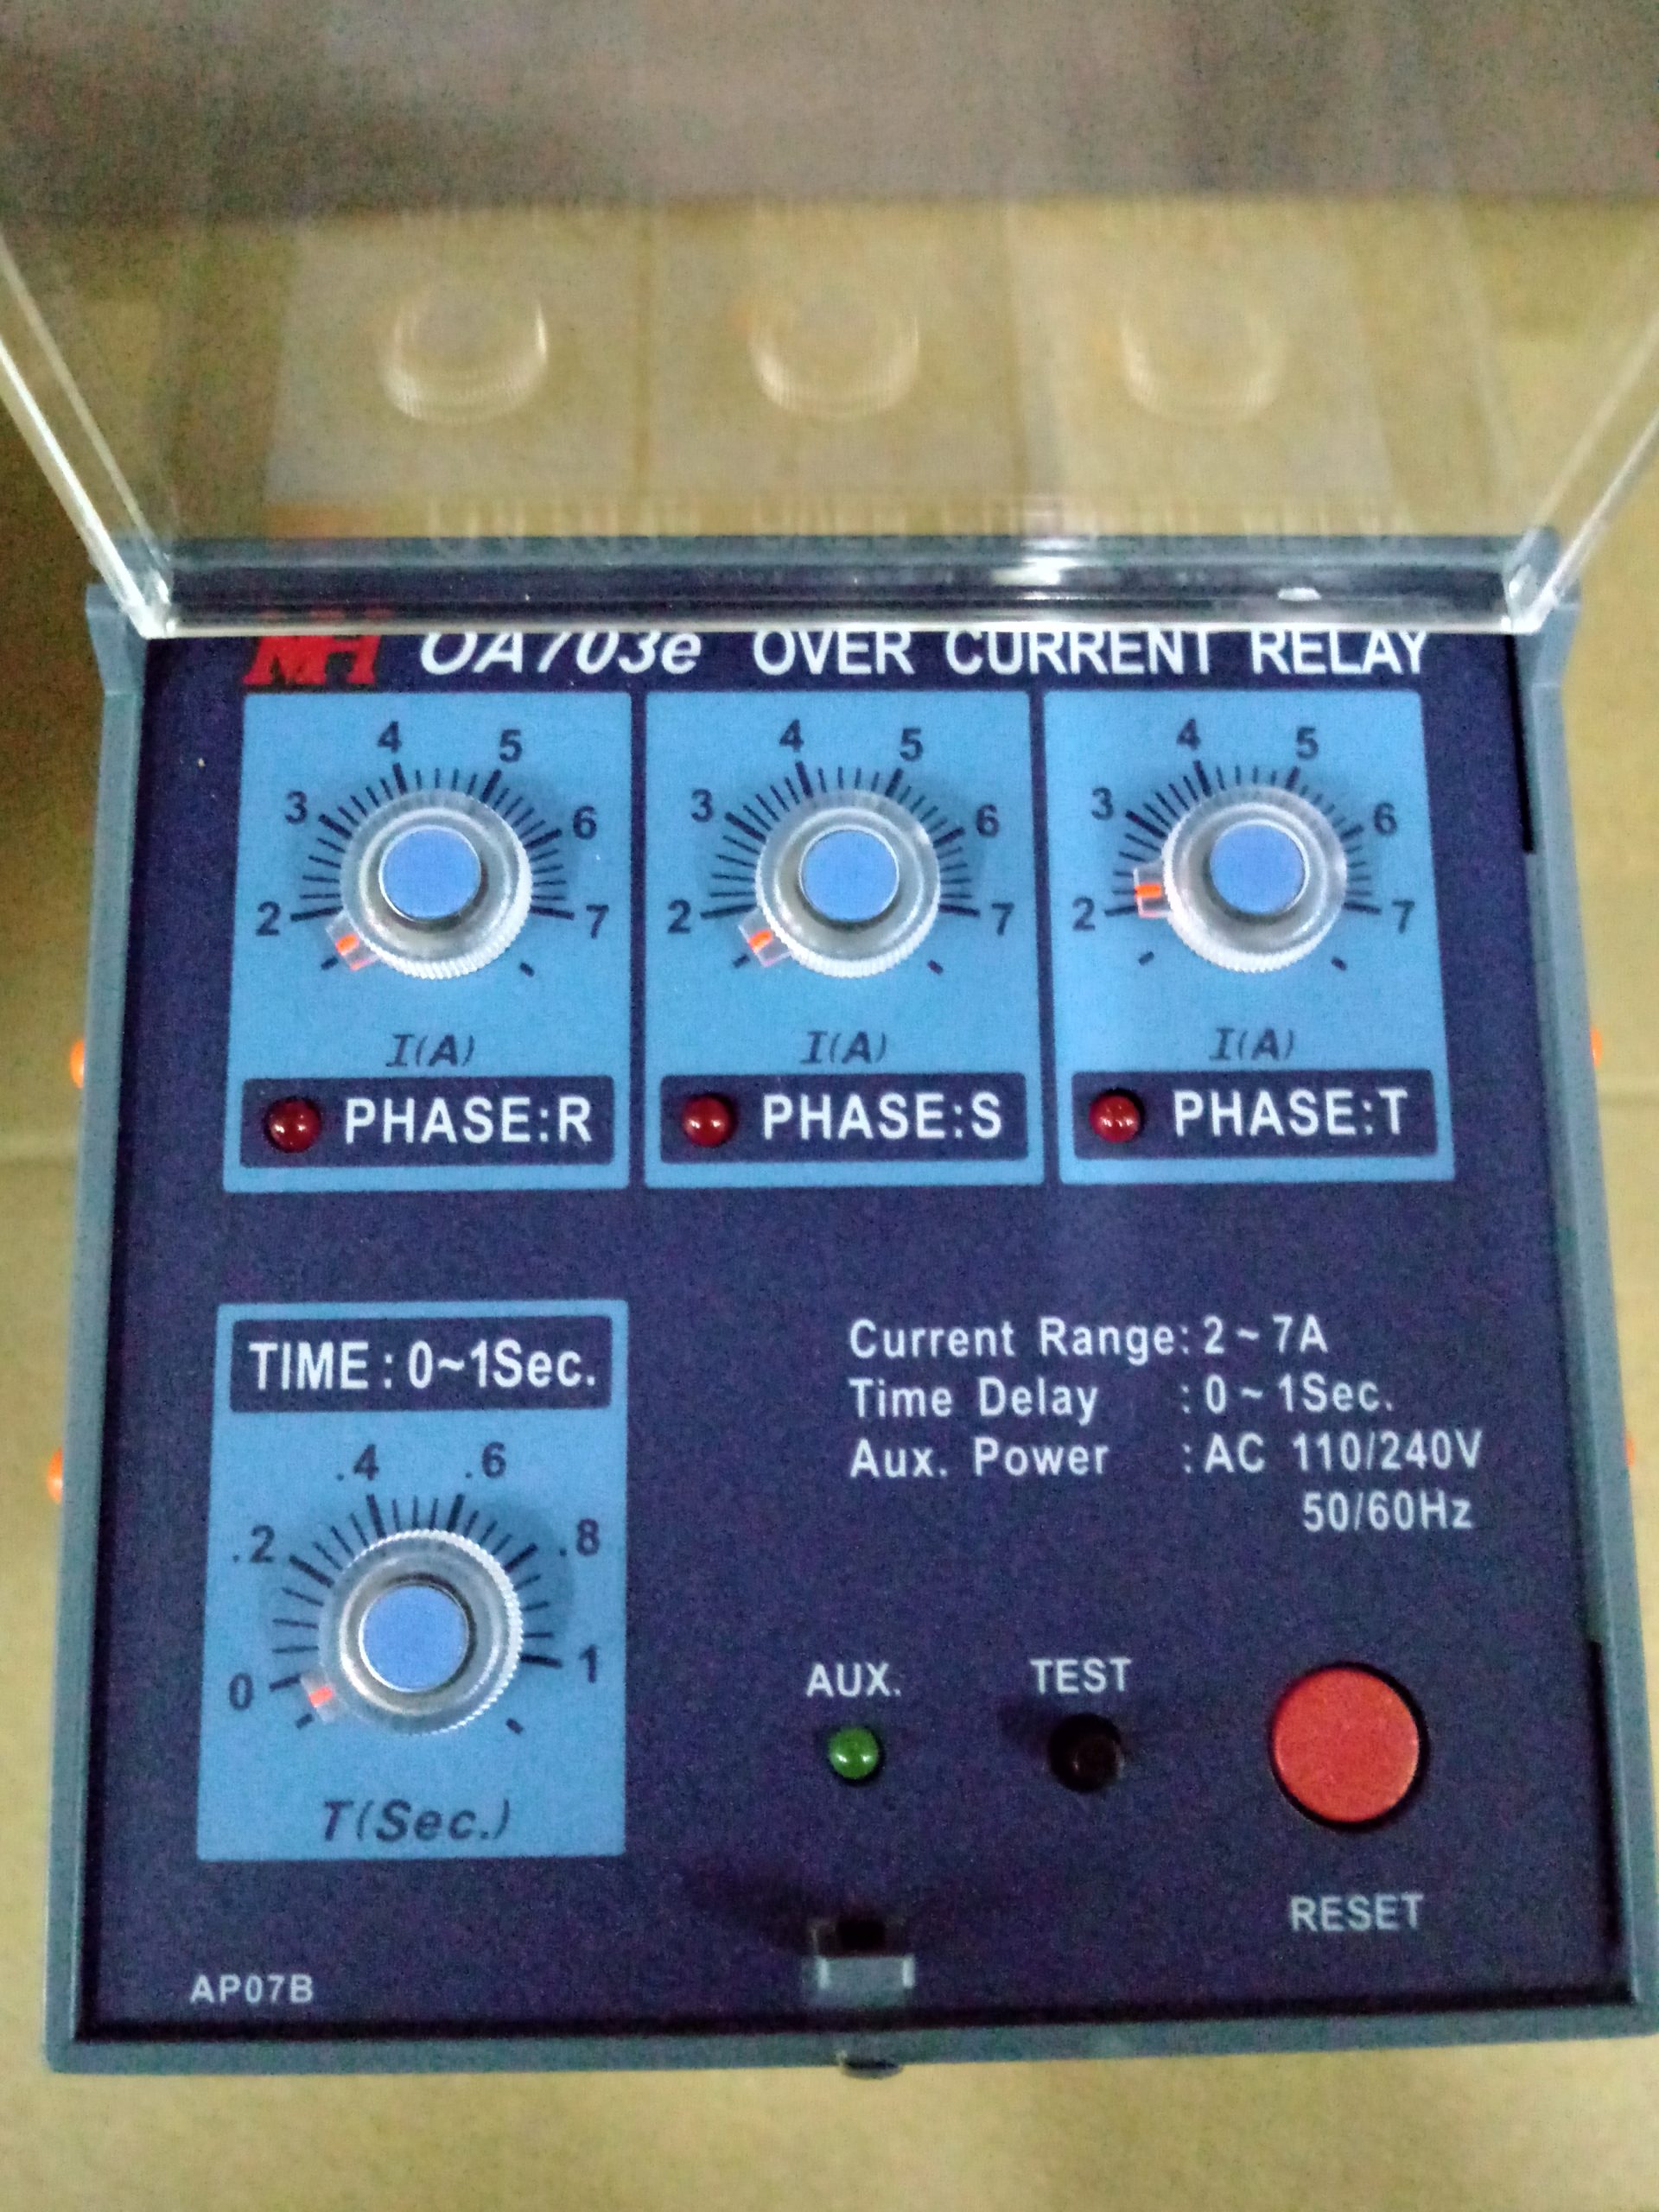 MH OA703e OVER CURRENT RELAY
4 5
3 6
2 7
I(A)
PHASE:R
4 5
3 6
2 7
I(A)
PHASE:S
4 5
3 6
2 7
I(A)
PHASE:T
TIME : 0~1Sec.
.4 .6
.2 .8
0 1
T(Sec.)
Current Range : 2 ~ 7A
Time Delay : 0 ~ 1Sec.
Aux. Power : AC 110/240V
50/60Hz
AUX. TEST
RESET
AP07B